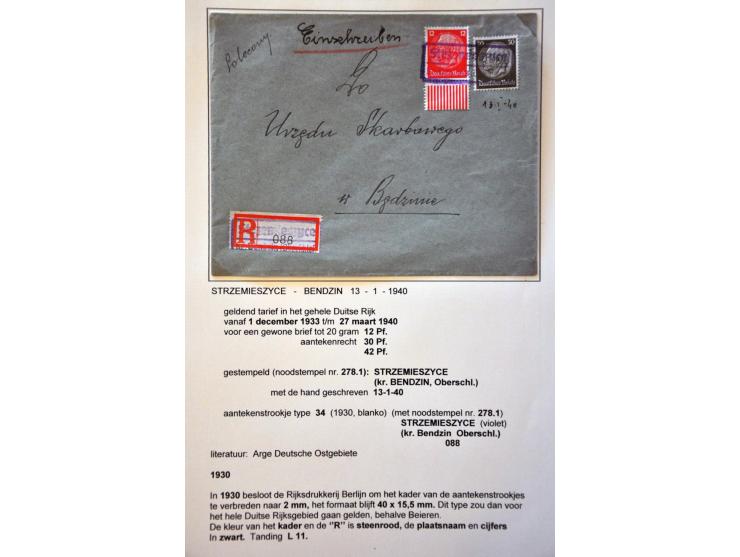 Polecony
Einschreiben
12 12
Deutsches Reich
Deutsches Reich
13 I 40
Do
Urzędu Skarbowego
w Będzinie
R
088
STRZEMIESZYCE - BENDZIN 13 - 1 - 1940
geldend tarief in het gehele Duitse Rijk
vanaf 1 december 1933 t/m 27 maart 1940
voor een gewone brief tot 20 gram 12 Pf.
aantekenrecht 30 Pf.
42 Pf.
gestempeld (noodstempel nr. 278.1): STRZEMIESZYCE
(kr. BENDZIN, Oberschl.)
met de hand geschreven 13-1-40
aantekenstrookje type 34 (1930, blanko) (met noodstempel nr. 278.1)
STRZEMIESZYCE (violet)
(kr. Bendzin Oberschl.)
088
literatuur: Arge Deutsche Ostgebiete
1930
In 1930 besloot de Rijksdrukkerij Berlijn om het kader van de aantekenstrookjes
te verbreden naar 2 mm, het formaat blijft 40 x 15,5 mm. Dit type zou dan voor
het hele Duitse Rijksgebied gaan gelden, behalve Beieren.
De kleur van het kader en de "R" is steenrood, de plaatsnaam en cijfers
In zwart. Tanding L 11.